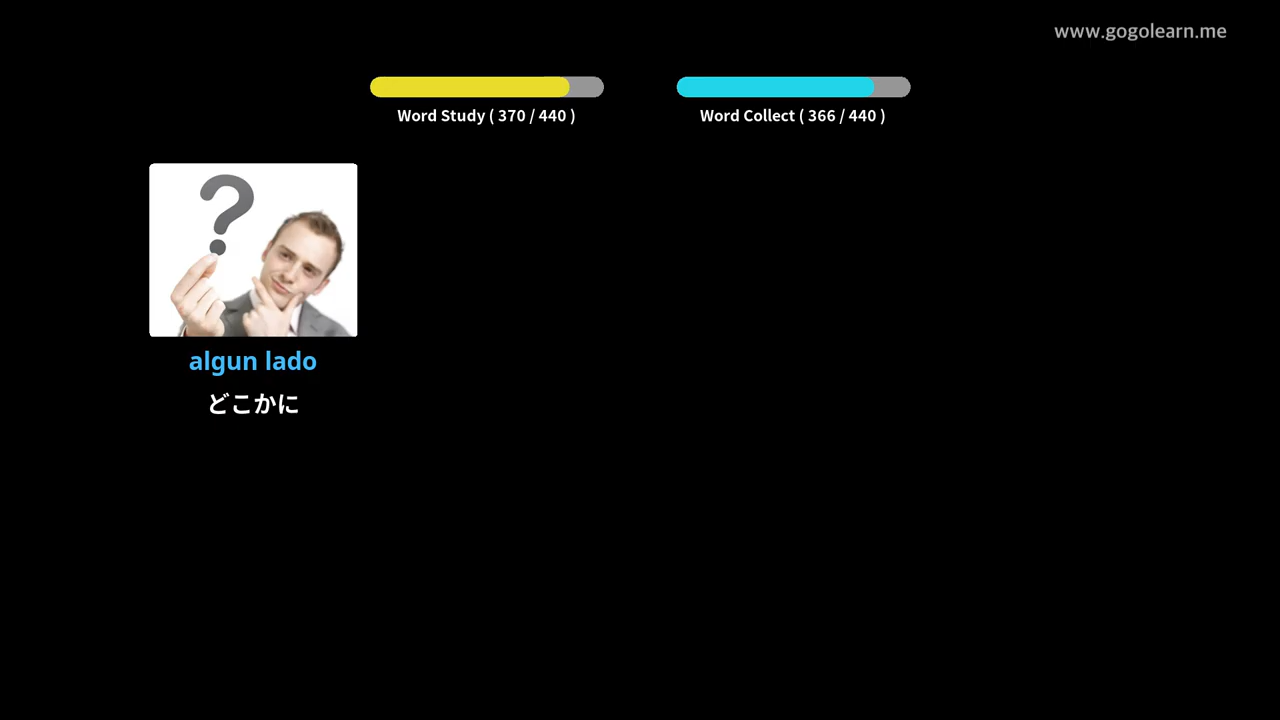 www.gogolearn.me
Word Study ( 370 / 440 )
Word Collect ( 366 / 440 )
?
algun lado
どこかに